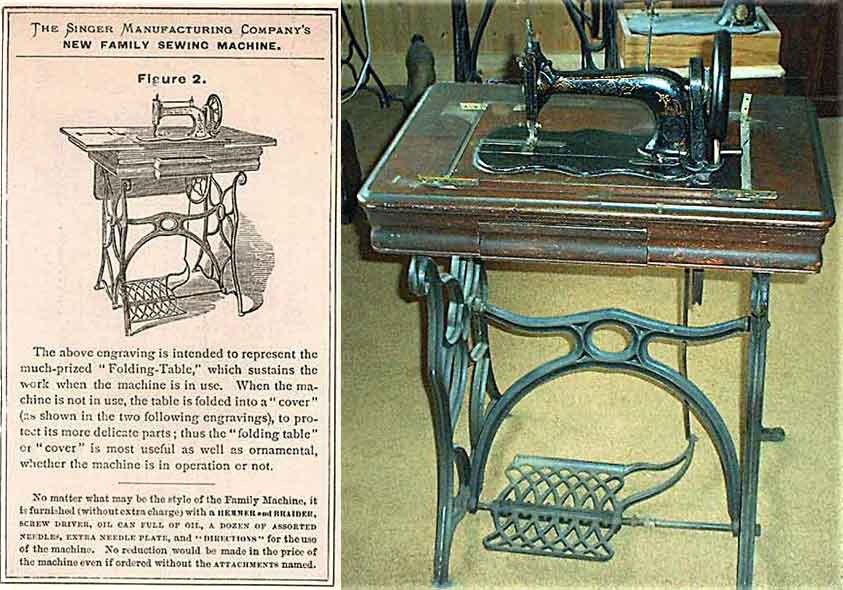 THE SINGER MANUFACTURING COMPANY'S
NEW FAMILY SEWING MACHINE.
Figure 2.
The above engraving is intended to represent the
much-prized "Folding-Table," which sustains the
work when the machine is in use. When the ma-
chine is not in use, the table is folded into a "cover"
(as shown in the two following engravings), to pro-
tect its more delicate parts; thus the "folding table"
or "cover" is most useful as well as ornamental,
whether the machine is in operation or not.
No matter what may be the style of the Family Machine, it
is furnished (without extra charge) with a HEMMER and BRAIDER,
SCREW DRIVER, OIL CAN FULL OF OIL, A DOZEN OF ASSORTED
NEEDLES, EXTRA NEEDLE PLATE, and "DIRECTIONS" for the use
of the machine. No reduction would be made in the price of
the machine even if ordered without the ATTACHMENTS named.